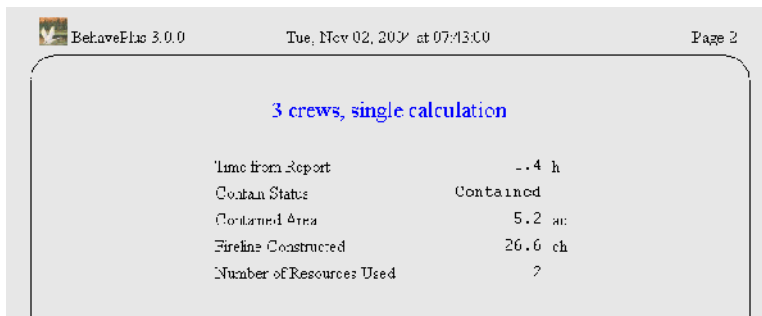 BehavePlus 3.0.0 Tue, Nov 02, 2004 at 07:43:00 Page 2
3 crews, single calculation
Time from Report h
Contain Status Contained
Contained Area 5.2 ac
Fireline Constructed 26.6 ch
Number of Resources Used 2